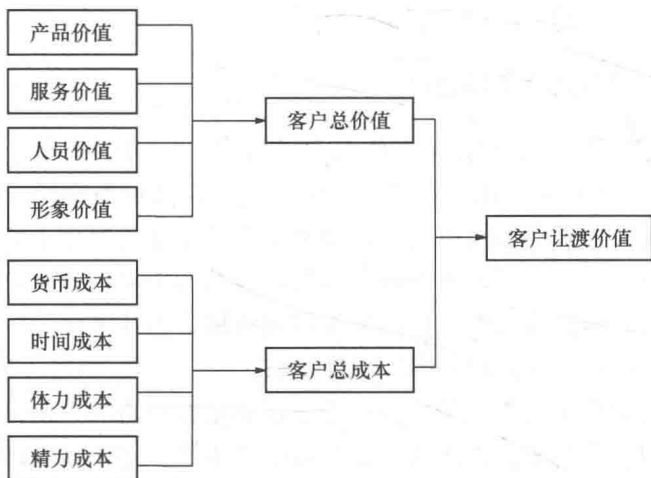 产品价值
服务价值
人员价值
形象价值
客户总价值
客户让渡价值
货币成本
时间成本
体力成本
精力成本
客户总成本